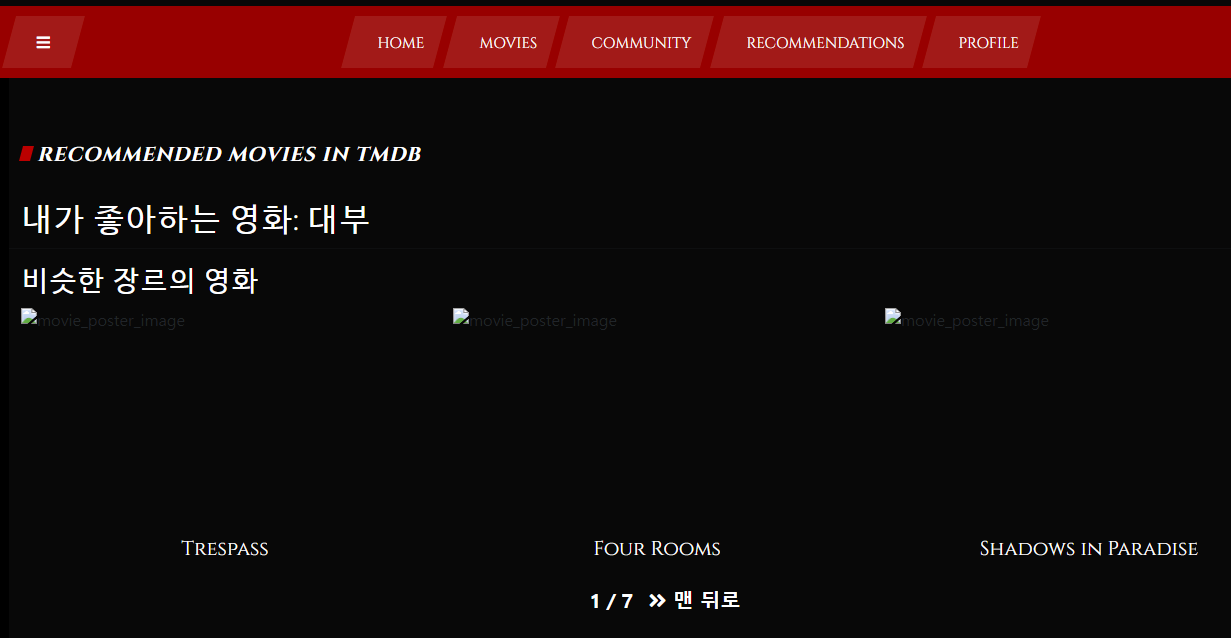 HOME MOVIES COMMUNITY RECOMMENDATIONS PROFILE
RECOMMENDED MOVIES IN TMDB
내가 좋아하는 영화: 대부
비슷한 장르의 영화
movie_poster_image movie_poster_image movie_poster_image
Trespass Four Rooms Shadows in Paradise
1 / 7 » 맨 뒤로